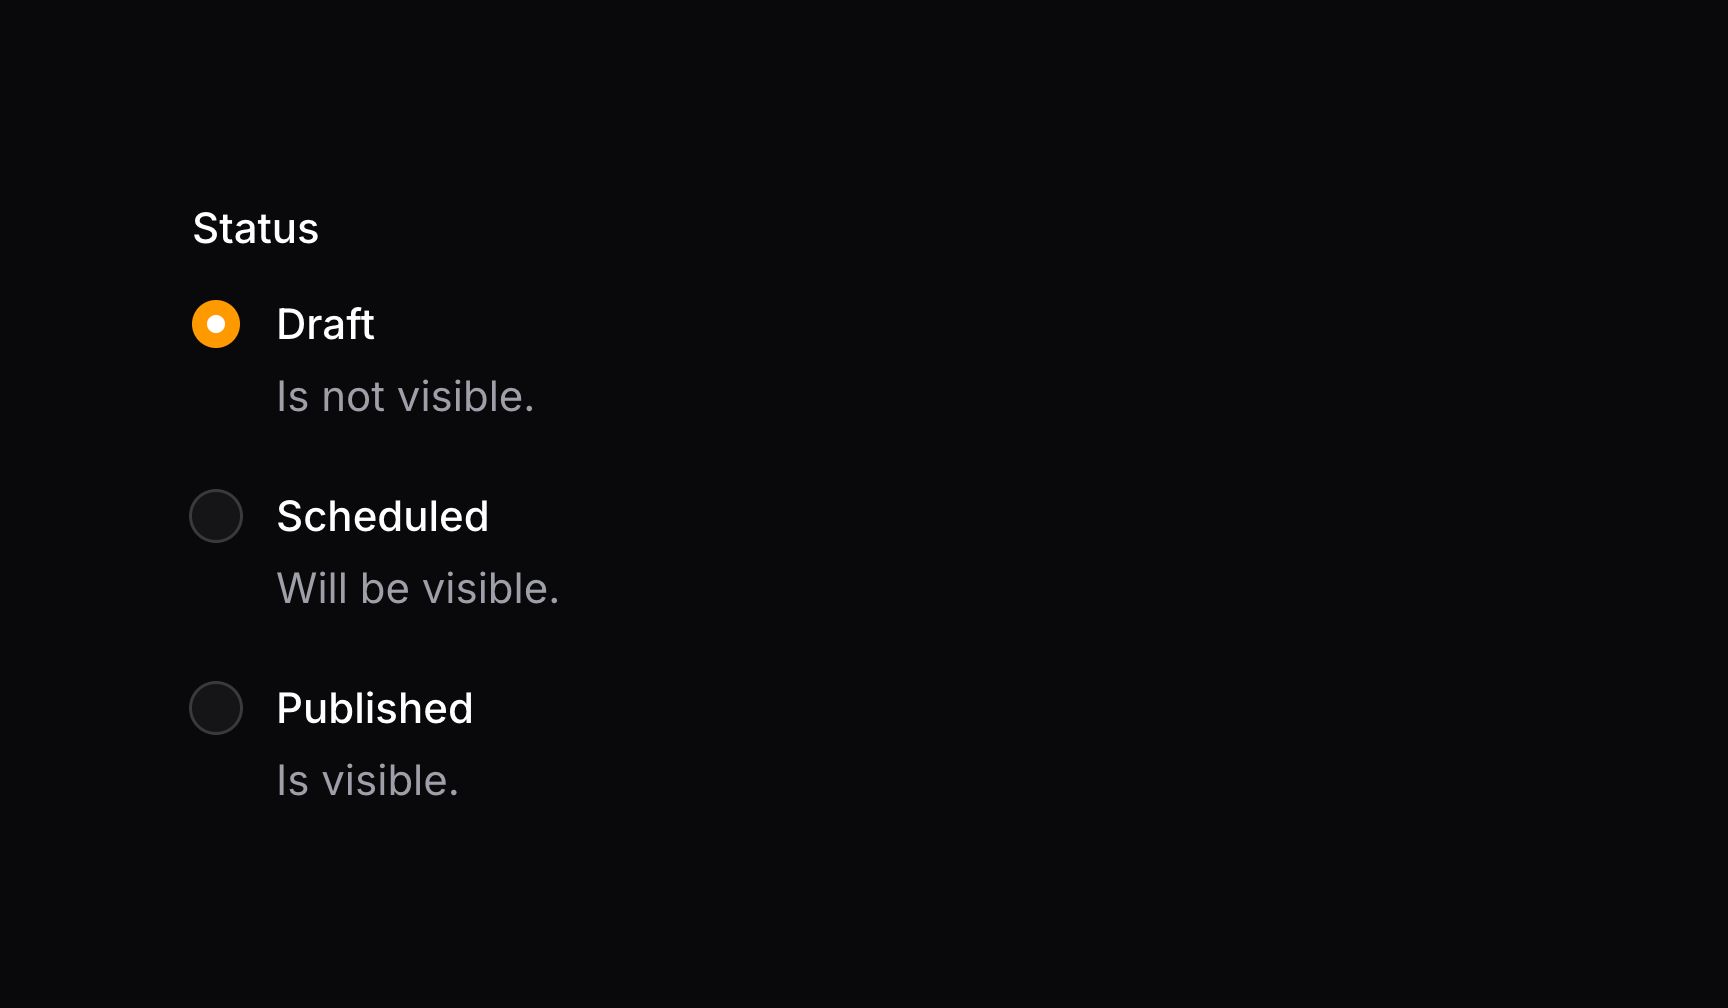 Status
Draft
Is not visible.
Scheduled
Will be visible.
Published
Is visible.